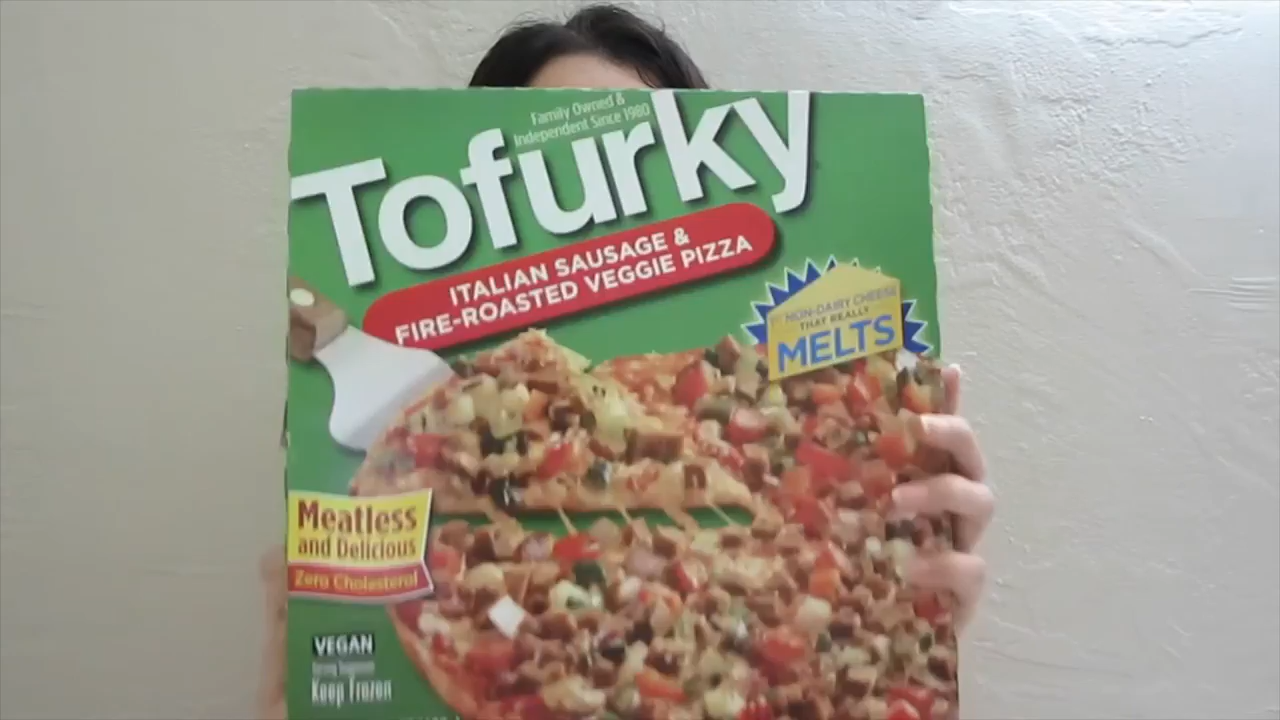 Family Owned &
Independent Since 1980
Tofurky
ITALIAN SAUSAGE &
FIRE-ROASTED VEGGIE PIZZA
NON-DAIRY CHEESE
THAT REALLY
MELTS
Meatless
and Delicious
Zero Cholesterol
VEGAN
Keep Frozen